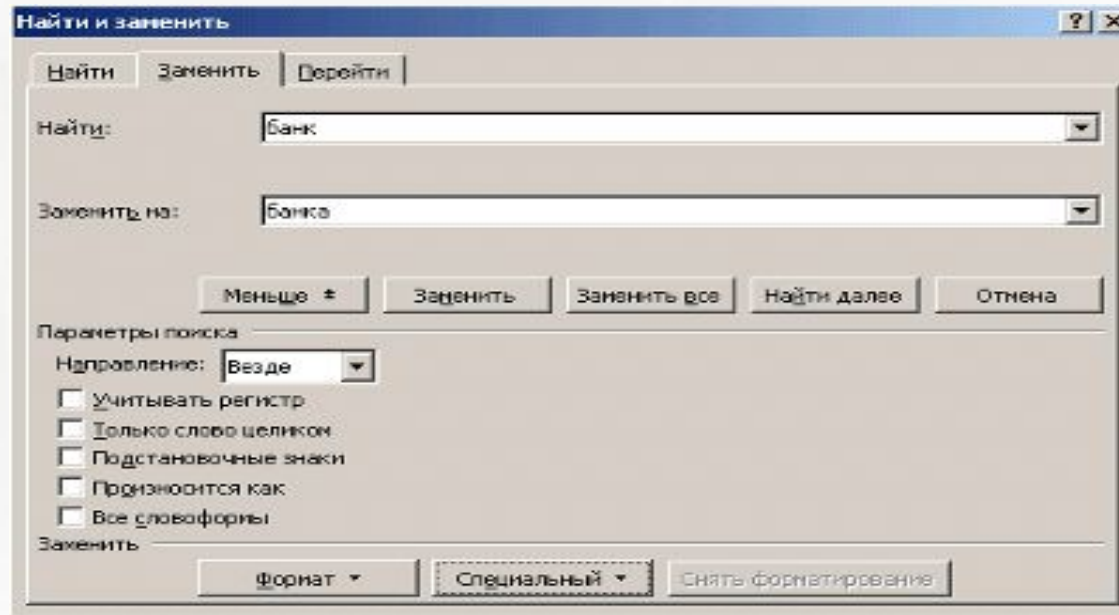 Найти и заменить
Найти Заменить Перейти
Найти: банк
Заменить на: банка
Меньше Заменить Заменить все Найти далее Отмена
Параметры поиска
Направление: Везде
Учитывать регистр
Только слово целиком
Подстановочные знаки
Произносится как
Все словоформы
Заменить
Формат Специальный Снять форматирование